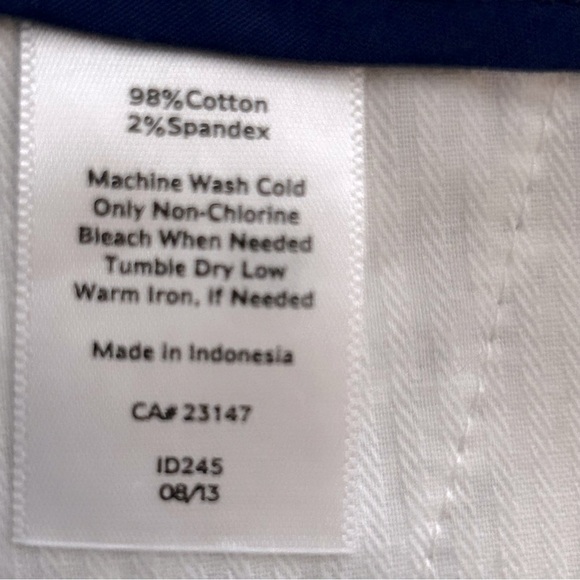 98%Cotton
2%Spandex
Machine Wash Cold
Only Non-Chlorine
Bleach When Needed
Tumble Dry Low
Warm Iron, If Needed
Made in Indonesia
CA# 23147
ID245
08/13